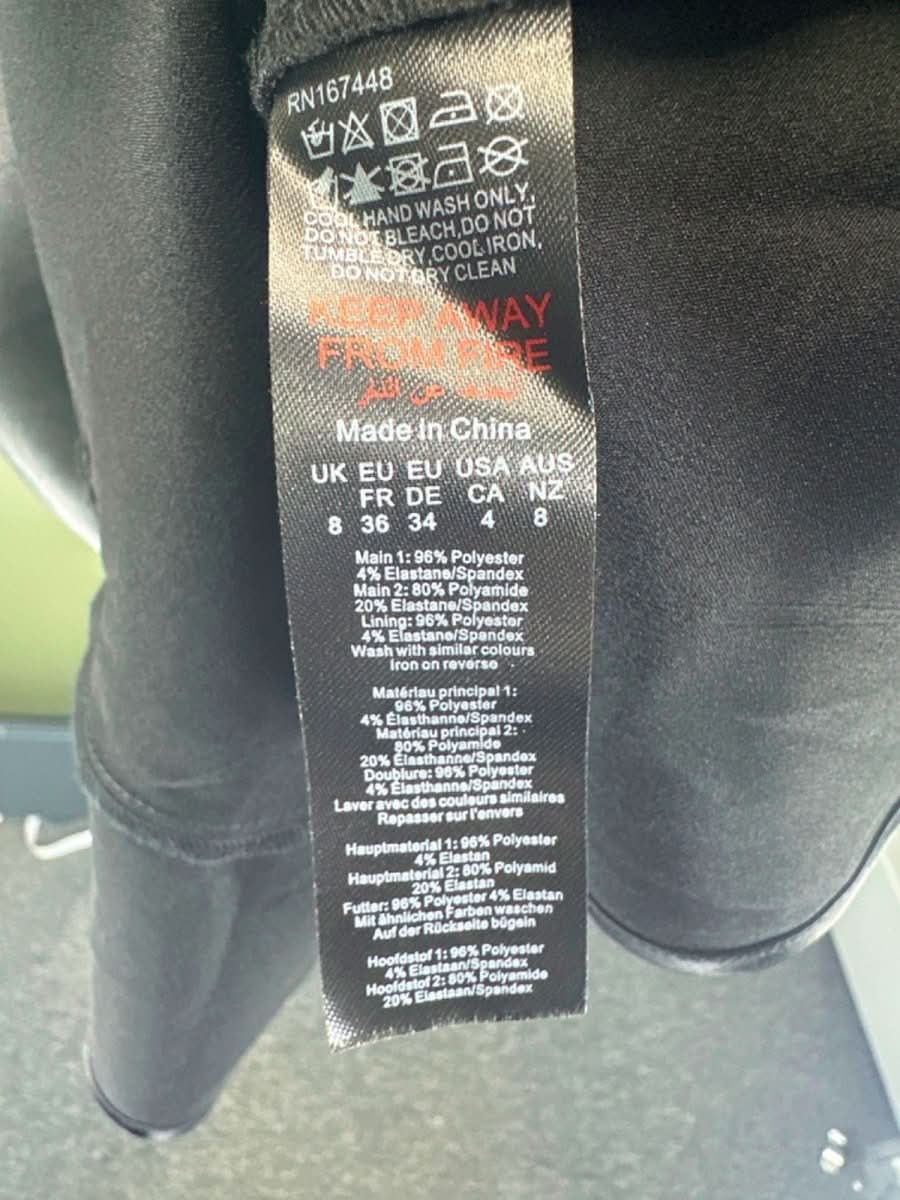 RN167448
COOL HAND WASH ONLY,
DO NOT BLEACH,DO NOT
TUMBLE DRY,COOL IRON,
DO NOT DRY CLEAN
KEEP AWAY
FROM FIRE
أبعده عن النار
Made In China
UK EU EU USA AUS
FR DE CA NZ
8 36 34 4 8
Main 1: 96% Polyester
4% Elastane/Spandex
Main 2: 80% Polyamide
20% Elastane/Spandex
Lining: 96% Polyester
4% Elastane/Spandex
Wash with similar colours
Iron on reverse
Matériau principal 1:
96% Polyester
4% Élasthanne/Spandex
Matériau principal 2:
80% Polyamide
20% Élasthanne/Spandex
Doublure: 96% Polyester
4% Élasthanne/Spandex
Laver avec des couleurs similaires
Repasser sur l'envers
Hauptmaterial 1: 96% Polyester
4% Elastan
Hauptmaterial 2: 80% Polyamid
20% Elastan
Futter: 96% Polyester 4% Elastan
Mit ähnlichen Farben waschen
Auf der Rückseite bügeln
Hoofdstof 1: 96% Polyester
4% Elastaan/Spandex
Hoofdstof 2: 80% Polyamide
20% Elastaan/Spandex